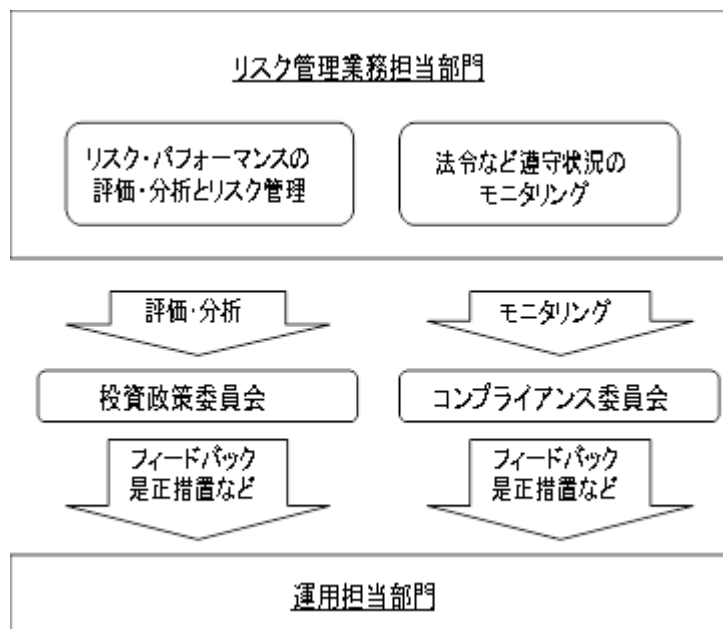 リスク管理業務担当部門
リスク・パフォーマンスの
評価・分析とリスク管理
法令など遵守状況の
モニタリング
評価・分析
モニタリング
投資政策委員会
コンプライアンス委員会
フィードバック
是正措置など
フィードバック
是正措置など
運用担当部門